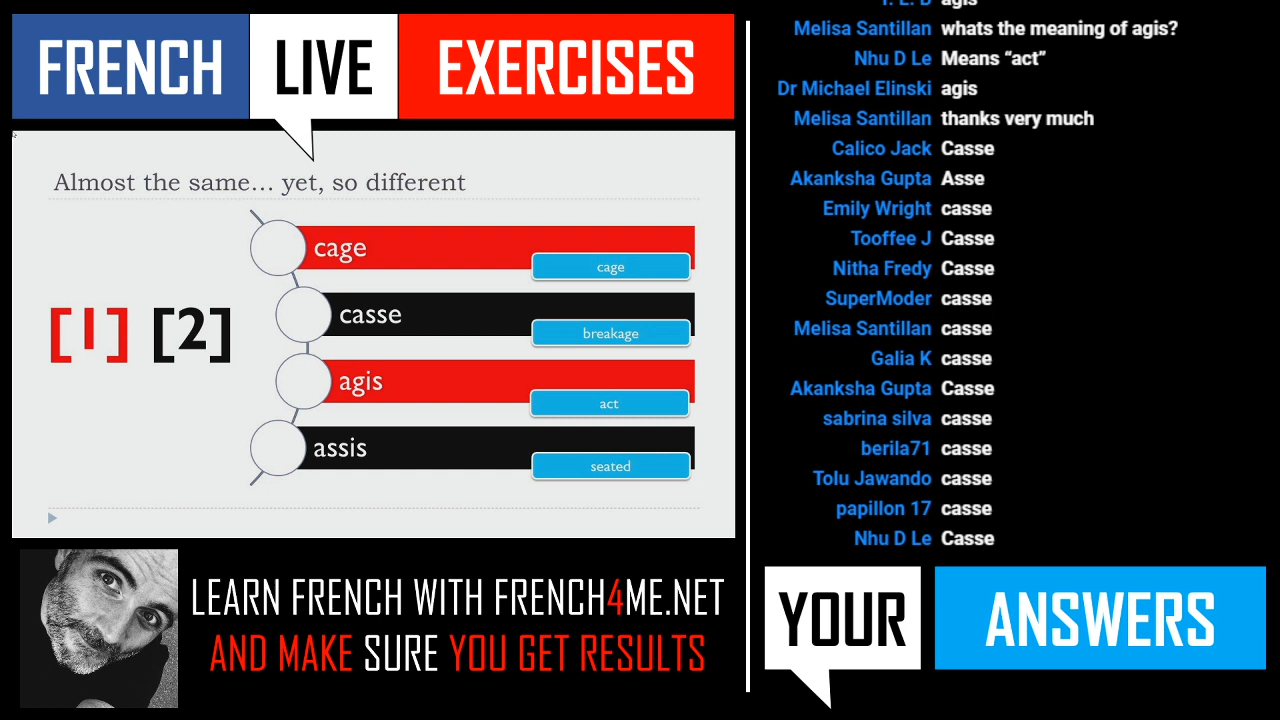 FRENCH LIVE EXERCISES
Almost the same... yet, so different
[1] [2]
cage
cage
casse
breakage
agis
act
assis
seated
LEARN FRENCH WITH FRENCH4ME.NET
AND MAKE SURE YOU GET RESULTS
agis
Melisa Santillan whats the meaning of agis?
Nhu D Le Means “act”
Dr Michael Elinski agis
Melisa Santillan thanks very much
Calico Jack Casse
Akanksha Gupta Asse
Emily Wright casse
Tooffee J Casse
Nitha Fredy Casse
SuperModer casse
Melisa Santillan casse
Galia K casse
Akanksha Gupta Casse
sabrina silva casse
berila71 casse
Tolu Jawando casse
papillon 17 casse
Nhu D Le Casse
YOUR ANSWERS